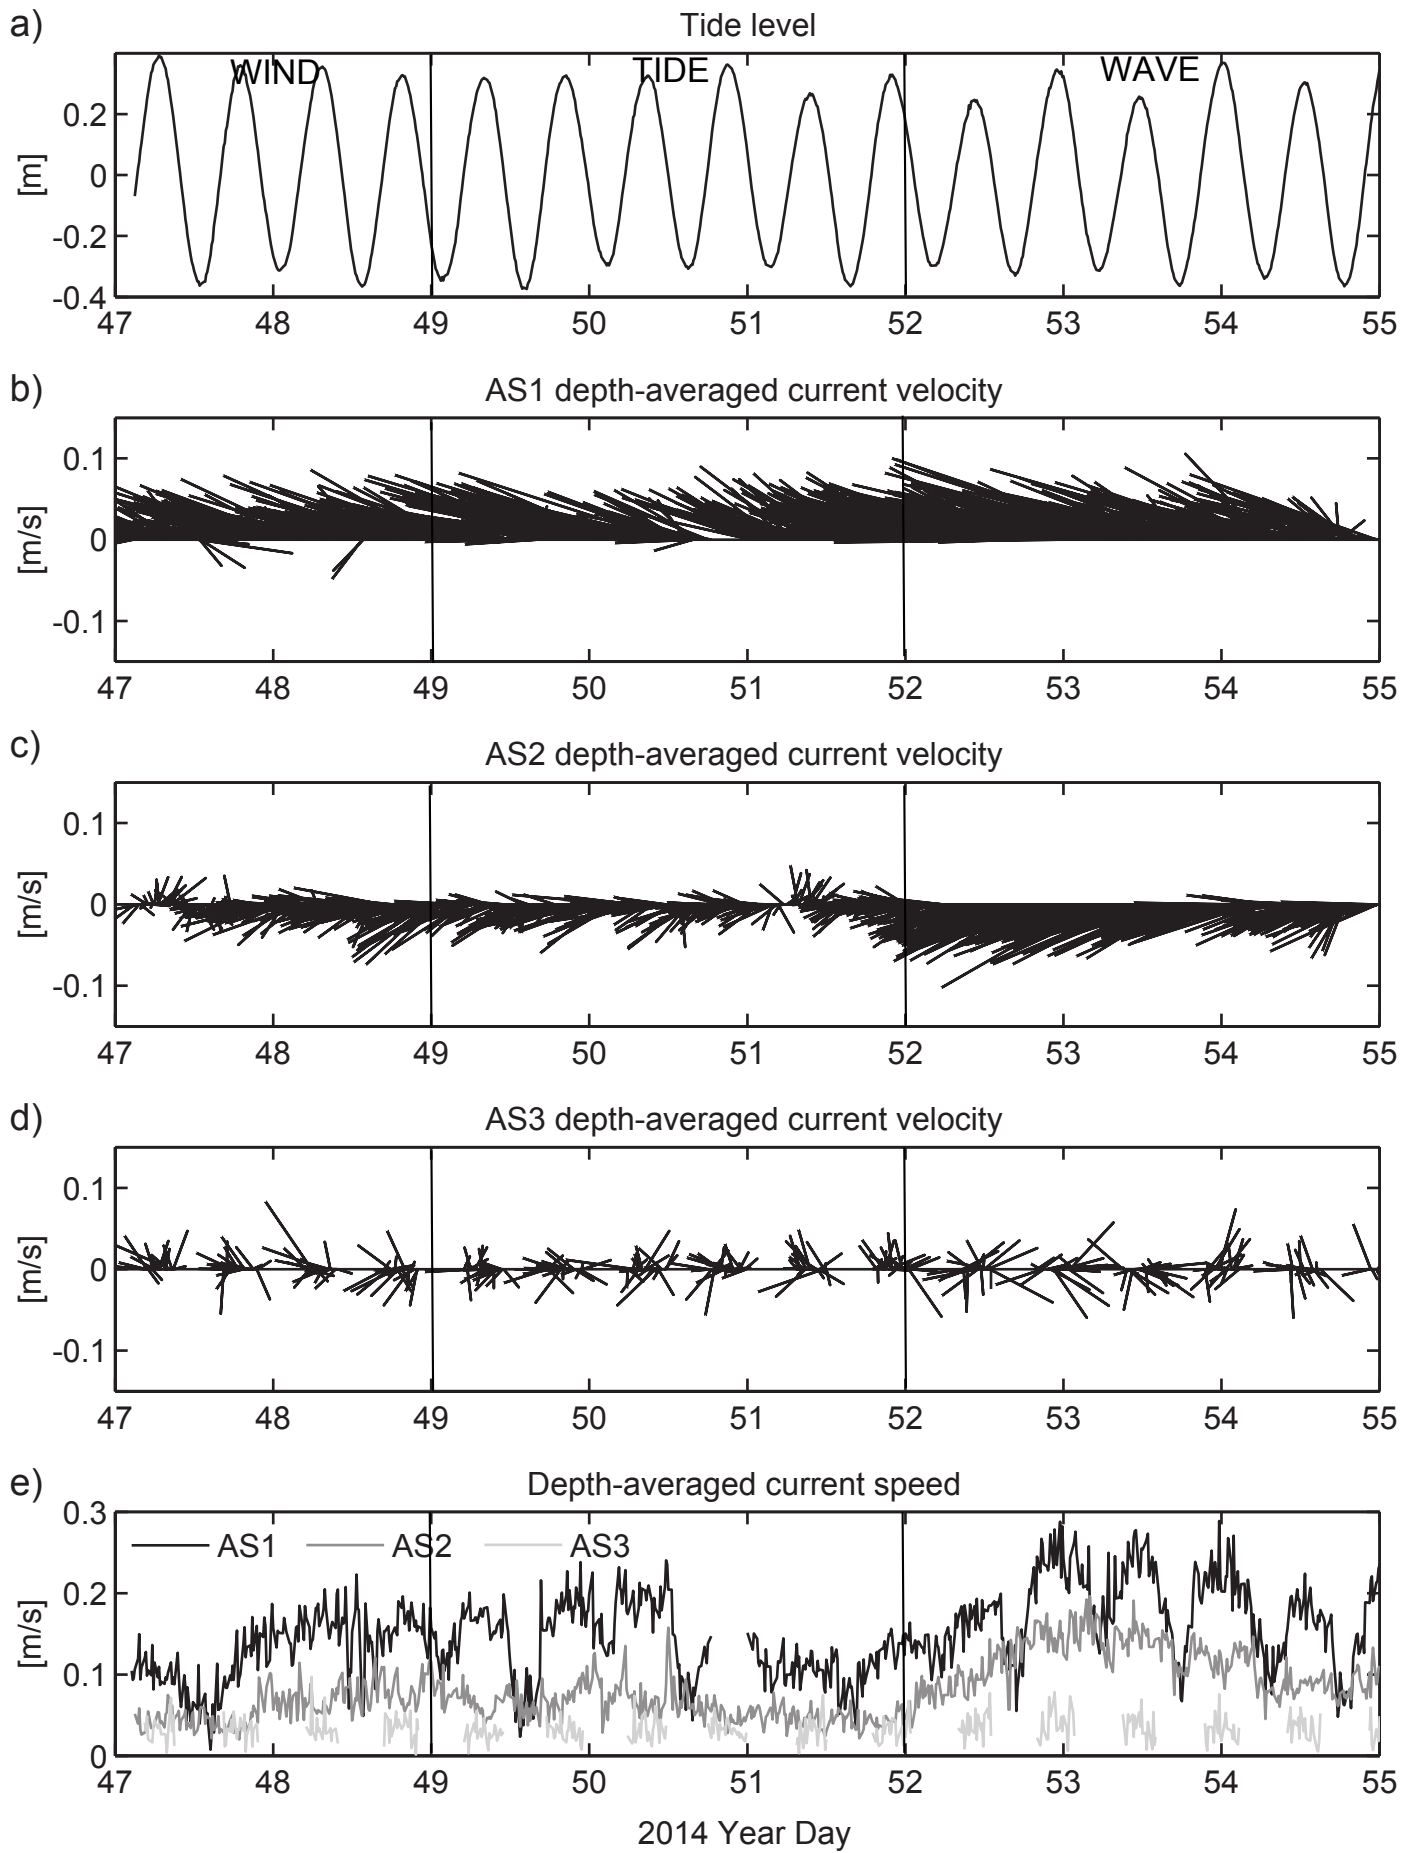 a) Tide level
WIND TIDE WAVE
0.2
0
-0.2
-0.4
[m]
47 48 49 50 51 52 53 54 55
b) AS1 depth-averaged current velocity
0.1
0
-0.1
[m/s]
47 48 49 50 51 52 53 54 55
c) AS2 depth-averaged current velocity
0.1
0
-0.1
[m/s]
47 48 49 50 51 52 53 54 55
d) AS3 depth-averaged current velocity
0.1
0
-0.1
[m/s]
47 48 49 50 51 52 53 54 55
e) Depth-averaged current speed
0.3
AS1 AS2 AS3
0.2
0.1
0
[m/s]
47 48 49 50 51 52 53 54 55
2014 Year Day